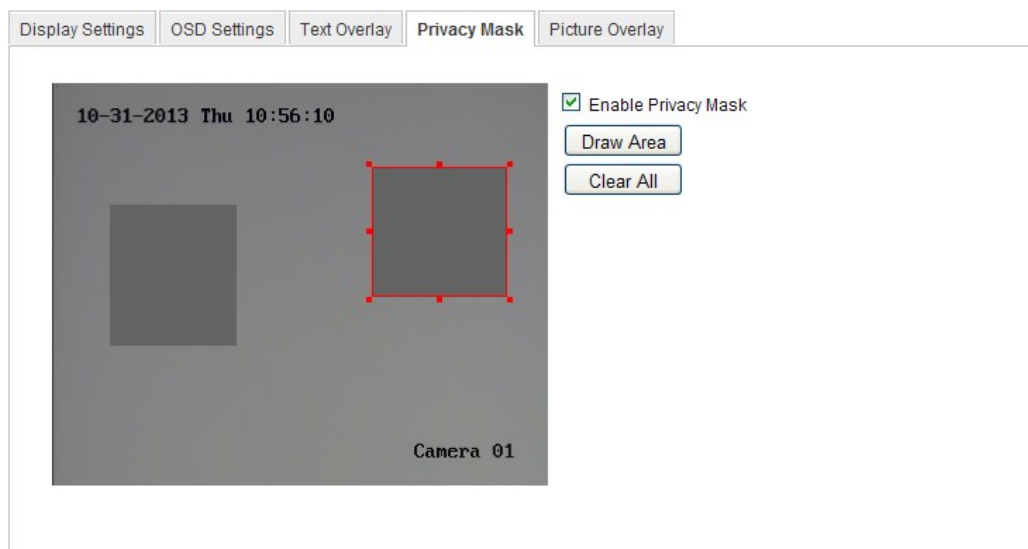 Display Settings OSD Settings Text Overlay Privacy Mask Picture Overlay
10-31-2013 Thu 10:56:10
Enable Privacy Mask
Draw Area
Clear All
Camera 01